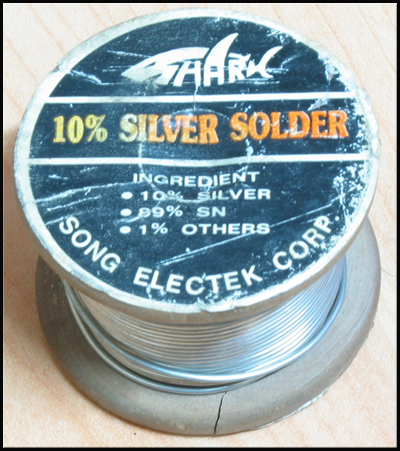 SHARK
10% SILVER SOLDER
INGREDIENT
• 10% SILVER
• 89% SN
• 1% OTHERS
SONG ELECTEK CORP.